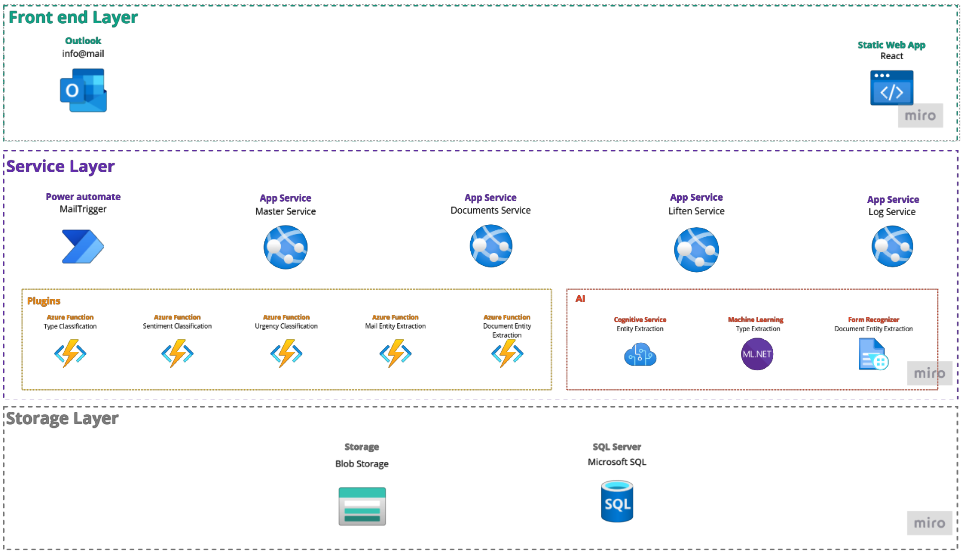 Front end Layer
Outlook
info@mail
Static Web App
React
miro
Service Layer
Power automate
MailTrigger
App Service
Master Service
App Service
Documents Service
App Service
Liften Service
App Service
Log Service
Plugins
Azure Function
Type Classification
Azure Function
Sentiment Classification
Azure Function
Urgency Classification
Azure Function
Mail Entity Extraction
Azure Function
Document Entity
Extraction
AI
Cognitive Service
Entity Extraction
Machine Learning
Type Extraction
ML.NET
Form Recognizer
Document Entity Extraction
miro
Storage Layer
Storage
Blob Storage
SQL Server
Microsoft SQL
SQL
miro